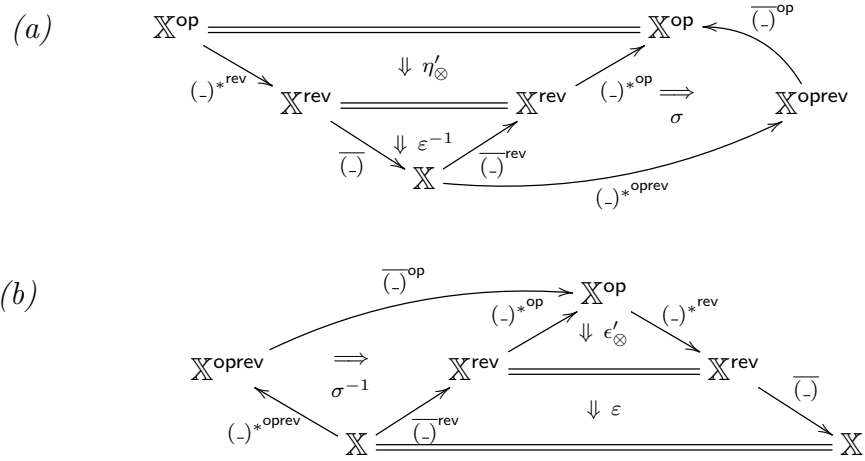 (a)
𝕏^op 𝕏^op \overline{(_)}^op
⇓ η′_⊗
(_)*^rev (_)*^op ⟹
𝕏^rev 𝕏^rev 𝕏^oprev
σ
⇓ ε^{-1}
\overline{(_)} \overline{(_)}^rev
𝕏
(_)*^oprev
\overline{(_)}^op
(b) 𝕏^op
(_)*^op (_)*^rev
⇓ ϵ′_⊗
𝕏^oprev ⟹ 𝕏^rev 𝕏^rev
σ^{-1} \overline{(_)}
⇓ ε
(_)*^oprev \overline{(_)}^rev
𝕏 𝕏